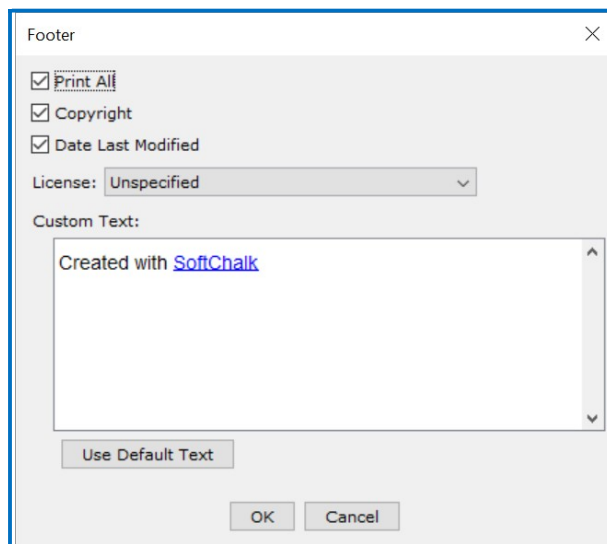 Footer
Print All
Copyright
Date Last Modified
License: Unspecified
Custom Text:
Created with SoftChalk
Use Default Text
OK Cancel